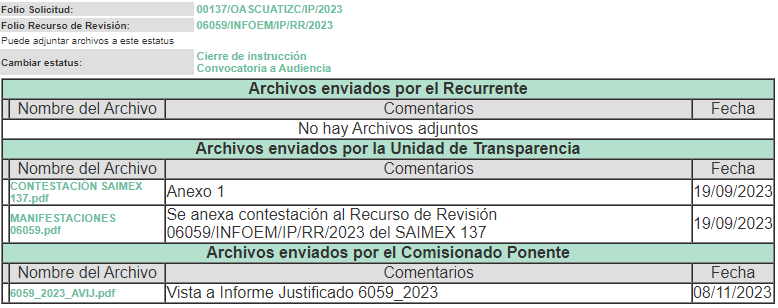 Folio Solicitud: 00137/OASCUATIZC/IP/2023
Folio Recurso de Revisión: 06059/INFOEM/IP/RR/2023
Puede adjuntar archivos a este estatus
Cambiar estatus: Cierre de instrucción
Convocatoria a Audiencia
Archivos enviados por el Recurrente
Nombre del Archivo Comentarios Fecha
No hay Archivos adjuntos
Archivos enviados por la Unidad de Transparencia
Nombre del Archivo Comentarios Fecha
CONTESTACIÓN SAIMEX 137.pdf Anexo 1 19/09/2023
MANIFESTACIONES 06059.pdf Se anexa contestación al Recurso de Revisión 06059/INFOEM/IP/RR/2023 del SAIMEX 137 19/09/2023
Archivos enviados por el Comisionado Ponente
Nombre del Archivo Comentarios Fecha
6059_2023_AVIJ.pdf Vista a Informe Justificado 6059_2023 08/11/2023